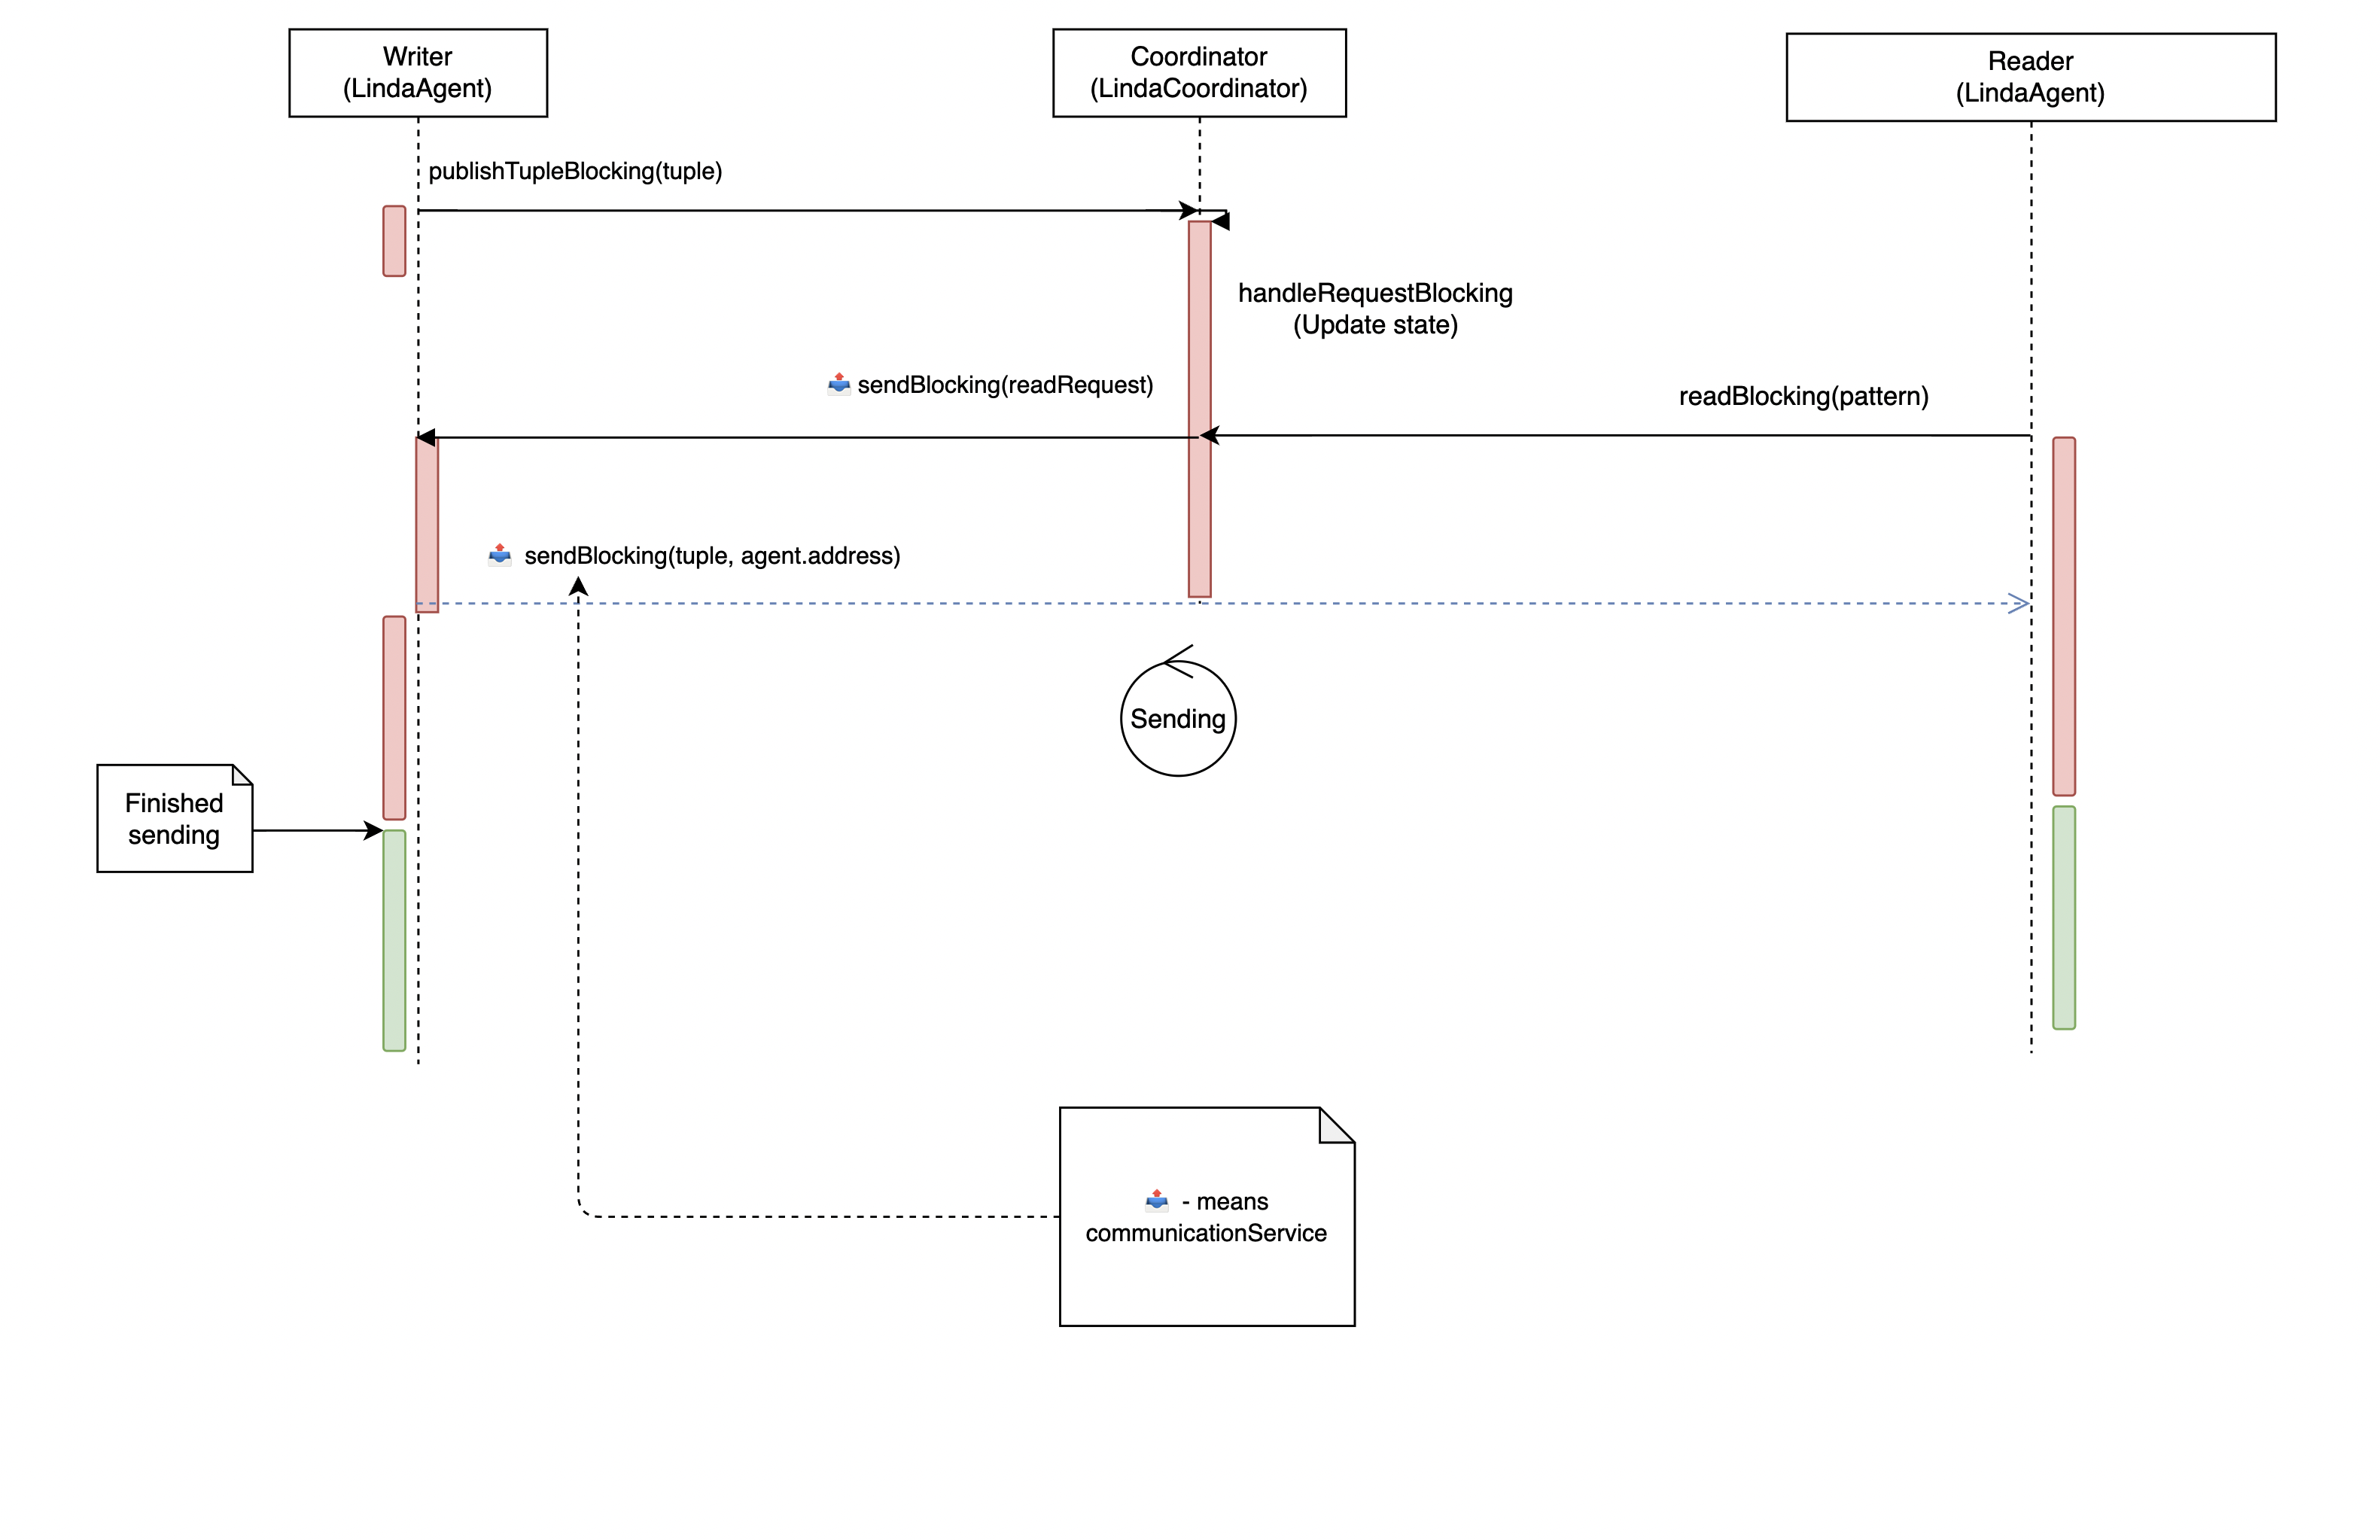 Writer
(LindaAgent)
Coordinator
(LindaCoordinator)
Reader
(LindaAgent)
publishTupleBlocking(tuple)
handleRequestBlocking
(Update state)
sendBlocking(readRequest)
readBlocking(pattern)
sendBlocking(tuple, agent.address)
Sending
Finished
sending
- means
communicationService